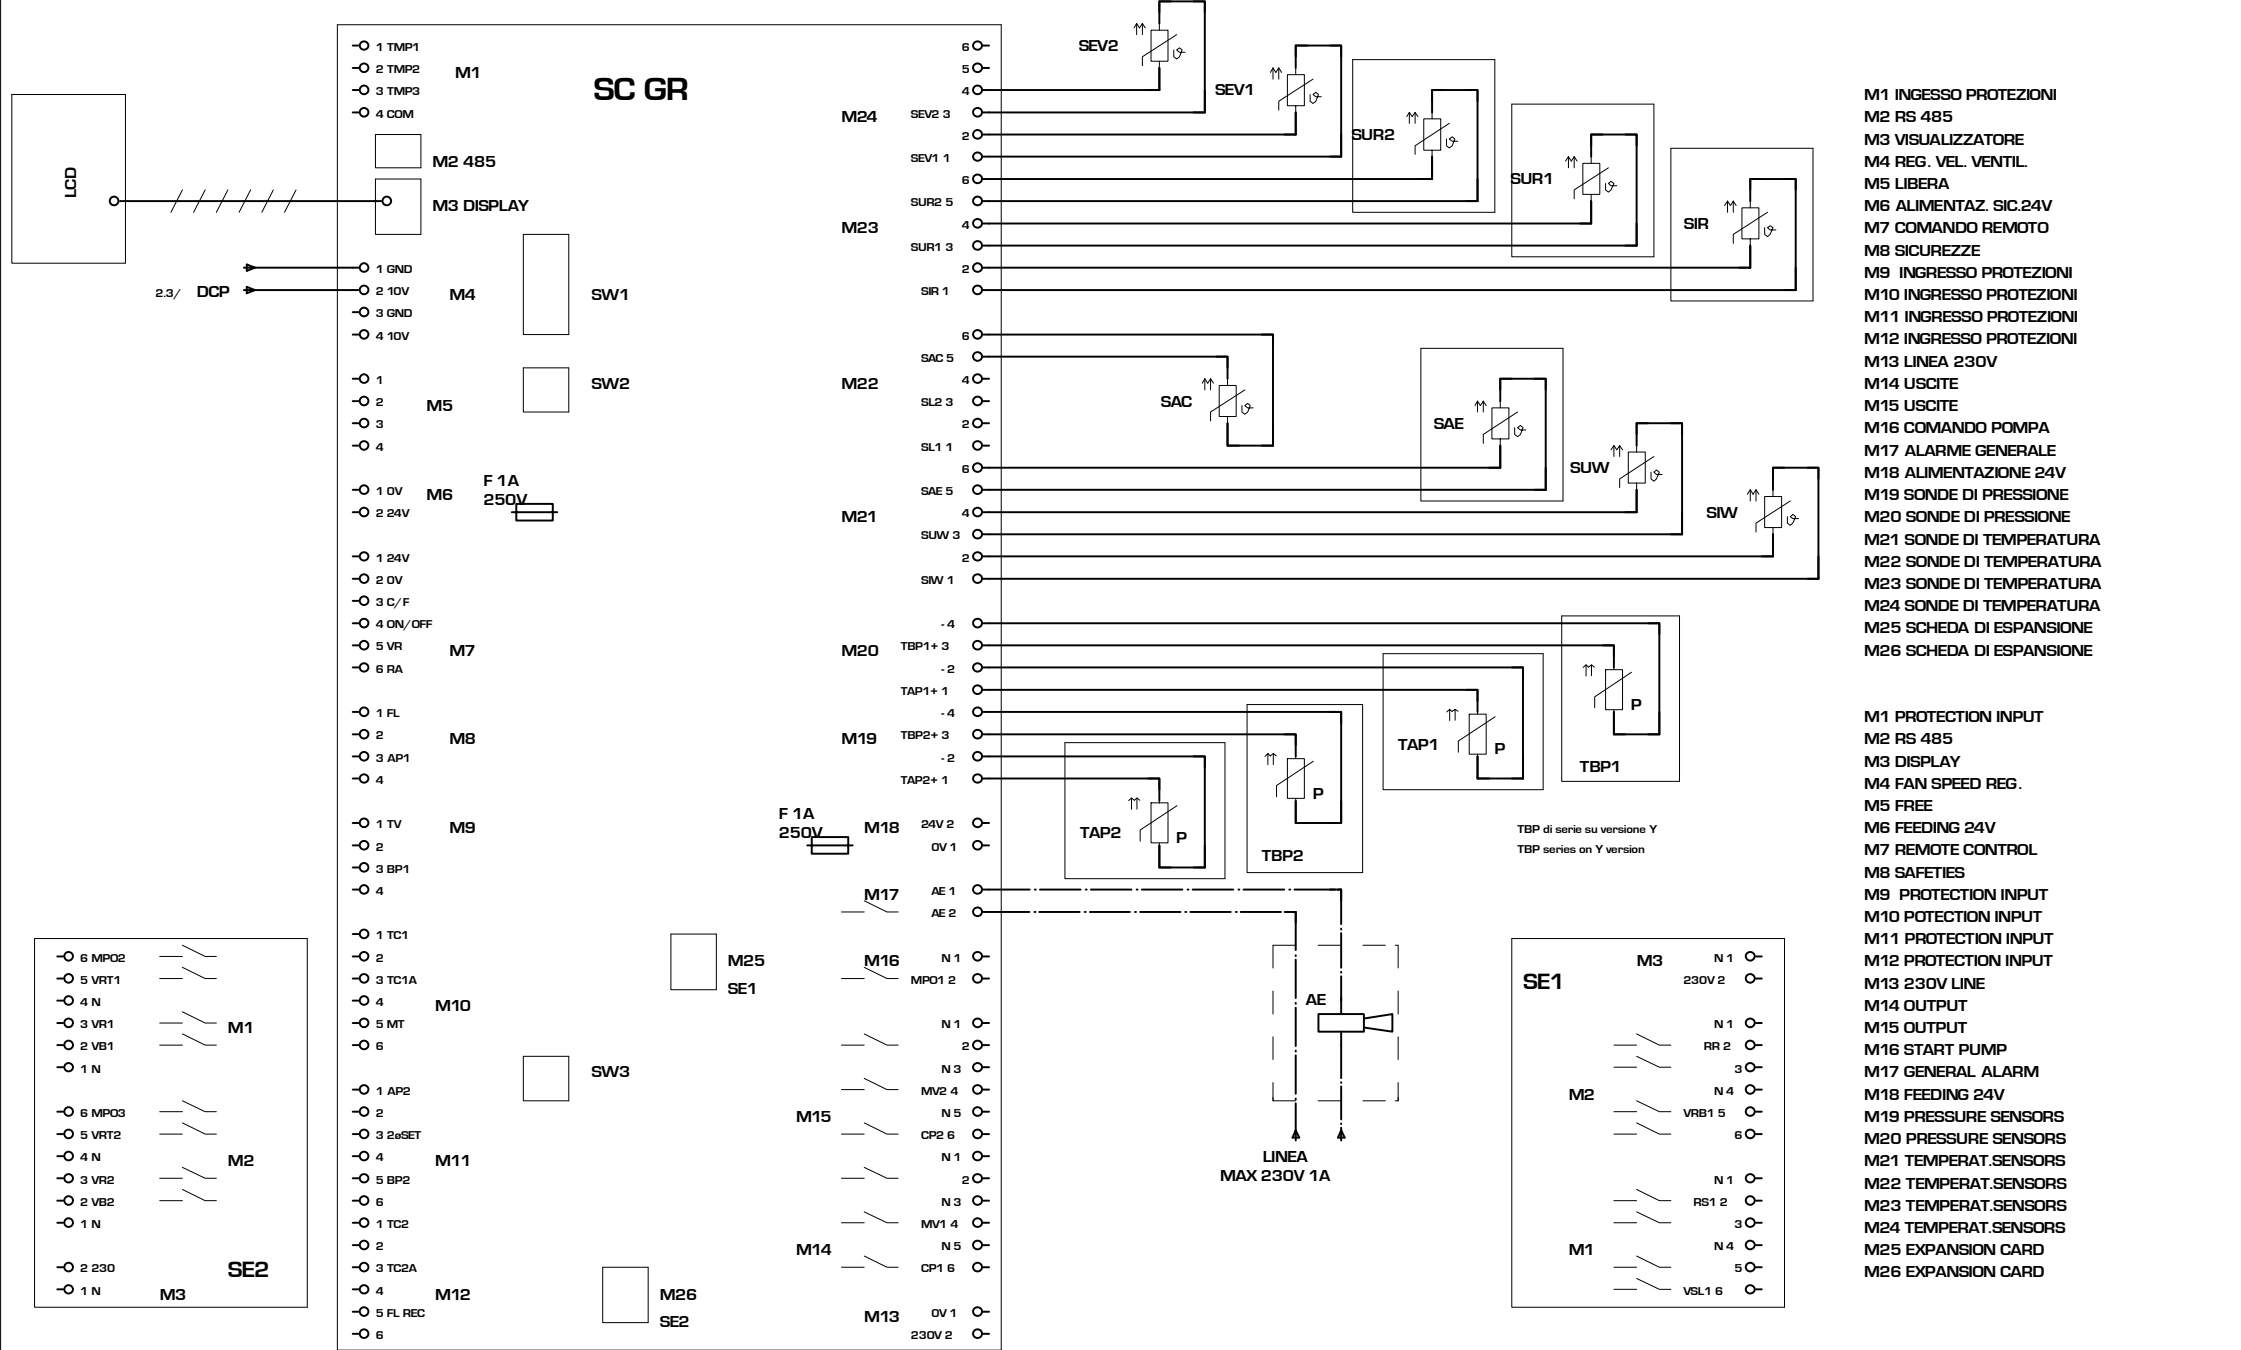 LCD
2.3/ DCP
SC GR
1 TMP1
2 TMP2
3 TMP3
4 COM
M1
M2 485
M3 DISPLAY
1 GND
2 10V
3 GND
4 10V
M4
SW1
1
2
3
4
M5
SW2
1 0V
2 24V
M6
F 1A
250V
1 24V
2 0V
3 C/F
4 ON/OFF
5 VR
6 RA
M7
1 FL
2
3 AP1
4
M8
1 TV
2
3 BP1
4
M9
1 TC1
2
3 TC1A
4
5 MT
6
M10
1 AP2
2
3 2øSET
4
5 BP2
6
M11
1 TC2
2
3 TC2A
4
5 FL REC
6
M12
M25
SE1
SW3
M26
SE2
6
5
4
SEV2 3
2
SEV1 1
M24
6
SUR2 5
4
SUR1 3
2
SIR 1
M23
6
SAC 5
4
SL2 3
2
SL1 1
M22
6
SAE 5
4
SUW 3
2
SIW 1
M21
- 4
TBP1+ 3
- 2
TAP1+ 1
M20
- 4
TBP2+ 3
- 2
TAP2+ 1
M19
F 1A
250V
M18
24V 2
0V 1
M17
AE 1
AE 2
M16
N 1
MPO1 2
N 1
2
N 3
MV2 4
N 5
CP2 6
M15
N 1
2
N 3
MV1 4
N 5
CP1 6
M14
M13
0V 1
230V 2
SEV2
ϑ
SEV1
ϑ
SUR2
ϑ
SUR1
ϑ
SIR
ϑ
SAC
ϑ
SAE
ϑ
SUW
ϑ
SIW
ϑ
TBP1
P
TAP1
P
TBP2
P
TAP2
P
TBP di serie su versione Y
TBP series on Y version
AE
LINEA
MAX 230V 1A
6 MPO2
5 VRT1
4 N
3 VR1
2 VB1
1 N
M1
6 MPO3
5 VRT2
4 N
3 VR2
2 VB2
1 N
M2
2 230
1 N
M3
SE2
SE1
M3
N 1
230V 2
N 1
RR 2
3
N 4
VRB1 5
6
M2
N 1
RS1 2
3
N 4
5
VSL1 6
M1
M1 INGESSO PROTEZIONI
M2 RS 485
M3 VISUALIZZATORE
M4 REG. VEL. VENTIL.
M5 LIBERA
M6 ALIMENTAZ. SIC.24V
M7 COMANDO REMOTO
M8 SICUREZZE
M9 INGRESSO PROTEZIONI
M10 INGRESSO PROTEZIONI
M11 INGRESSO PROTEZIONI
M12 INGRESSO PROTEZIONI
M13 LINEA 230V
M14 USCITE
M15 USCITE
M16 COMANDO POMPA
M17 ALARME GENERALE
M18 ALIMENTAZIONE 24V
M19 SONDE DI PRESSIONE
M20 SONDE DI PRESSIONE
M21 SONDE DI TEMPERATURA
M22 SONDE DI TEMPERATURA
M23 SONDE DI TEMPERATURA
M24 SONDE DI TEMPERATURA
M25 SCHEDA DI ESPANSIONE
M26 SCHEDA DI ESPANSIONE
M1 PROTECTION INPUT
M2 RS 485
M3 DISPLAY
M4 FAN SPEED REG.
M5 FREE
M6 FEEDING 24V
M7 REMOTE CONTROL
M8 SAFETIES
M9 PROTECTION INPUT
M10 POTECTION INPUT
M11 PROTECTION INPUT
M12 PROTECTION INPUT
M13 230V LINE
M14 OUTPUT
M15 OUTPUT
M16 START PUMP
M17 GENERAL ALARM
M18 FEEDING 24V
M19 PRESSURE SENSORS
M20 PRESSURE SENSORS
M21 TEMPERAT.SENSORS
M22 TEMPERAT.SENSORS
M23 TEMPERAT.SENSORS
M24 TEMPERAT.SENSORS
M25 EXPANSION CARD
M26 EXPANSION CARD